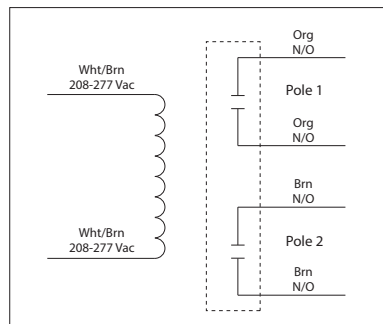 Org
N/O
Wht/Brn
208-277 Vac
Pole 1
Org
N/O
Brn
N/O
Wht/Brn
208-277 Vac
Pole 2
Brn
N/O